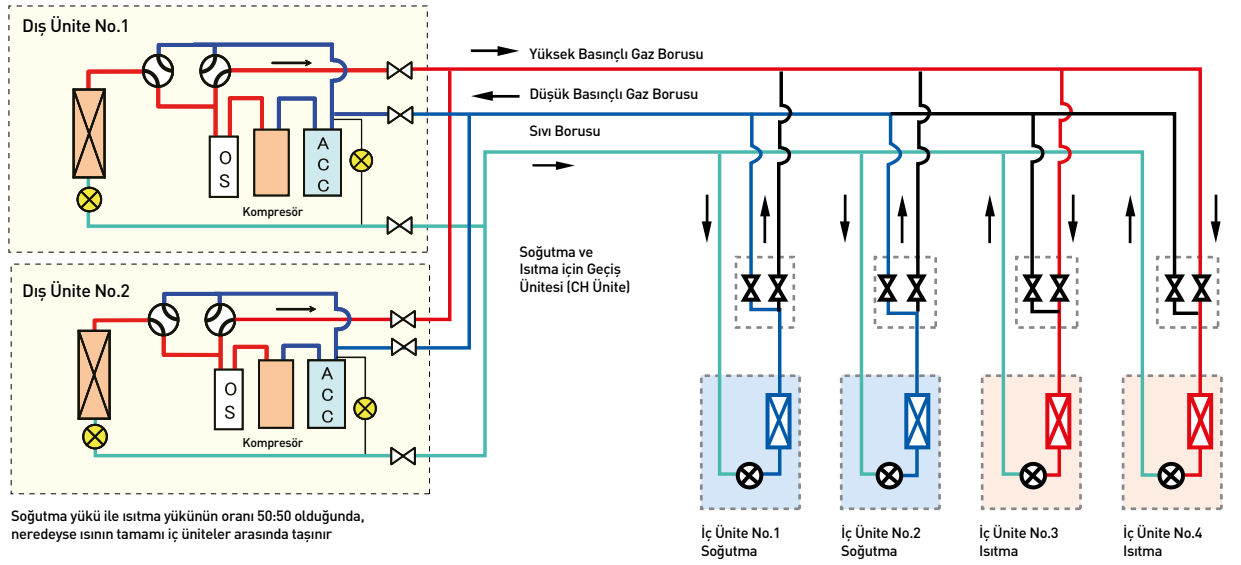 Dış Ünite No.1
O
S
A
C
C
Kompresör
Dış Ünite No.2
O
S
A
C
C
Kompresör
Yüksek Basınçlı Gaz Borusu
Düşük Basınçlı Gaz Borusu
Sıvı Borusu
Soğutma ve
Isıtma için Geçiş
Ünitesi (CH Ünite)
Soğutma yükü ile ısıtma yükünün oranı 50:50 olduğunda,
neredeyse ısının tamamı iç üniteler arasında taşınır
İç Ünite No.1
Soğutma
İç Ünite No.2
Soğutma
İç Ünite No.3
Isıtma
İç Ünite No.4
Isıtma